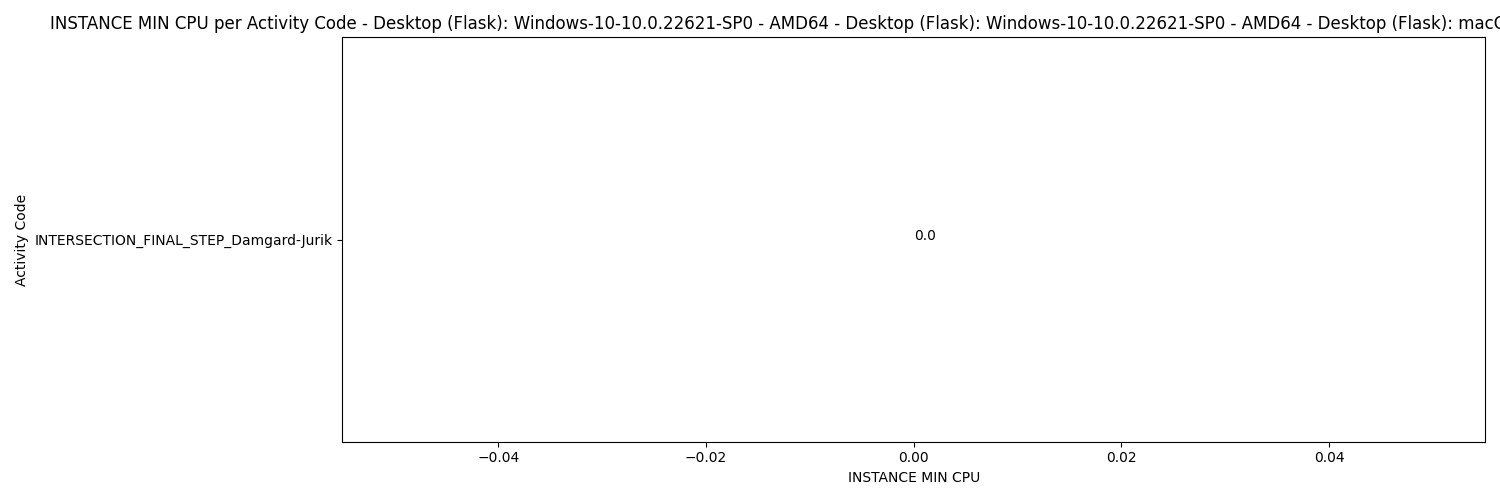 INSTANCE MIN CPU per Activity Code - Desktop (Flask): Windows-10-10.0.22621-SP0 - AMD64 - Desktop (Flask): Windows-10-10.0.22621-SP0 - AMD64 - Desktop (Flask):
Activity Code
INTERSECTION_FINAL_STEP_Damgard-Jurik
0.0
−0.04 −0.02 0.00 0.02 0.04
INSTANCE MIN CPU